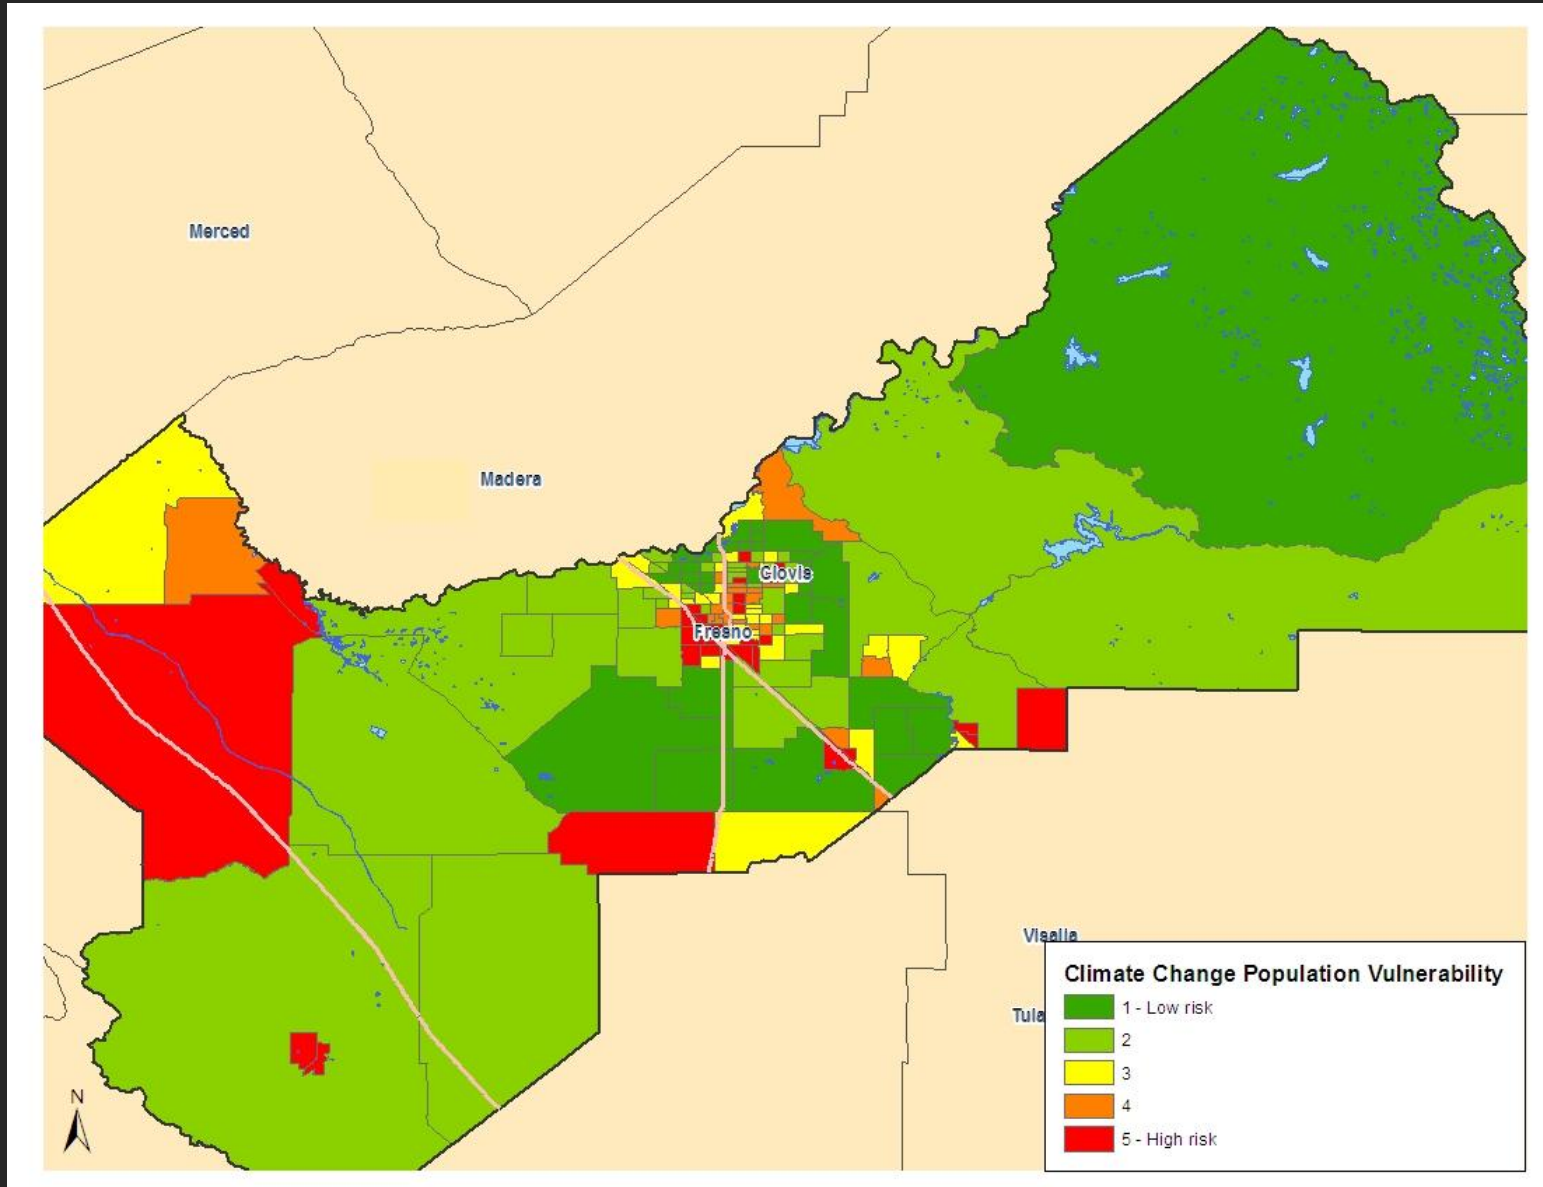 Merced
Madera
Clovis
Fresno
Visalia
Climate Change Population Vulnerability
1 - Low risk
Tula
2
3
4
5 - High risk
N